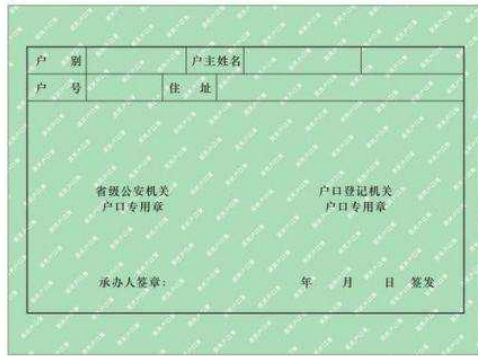 户 别 户主姓名
户 号 住 址
省级公安机关 户口登记机关
户口专用章 户口专用章
承办人签章： 年 月 日 签发